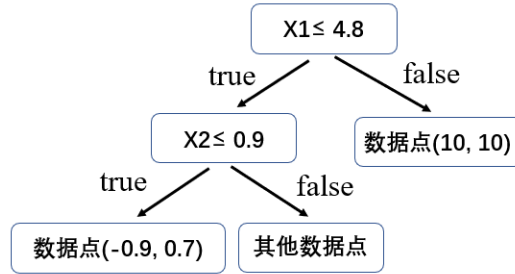 X1≤ 4.8
true
false
X2≤ 0.9
数据点(10, 10)
true
false
数据点(-0.9, 0.7)
其他数据点